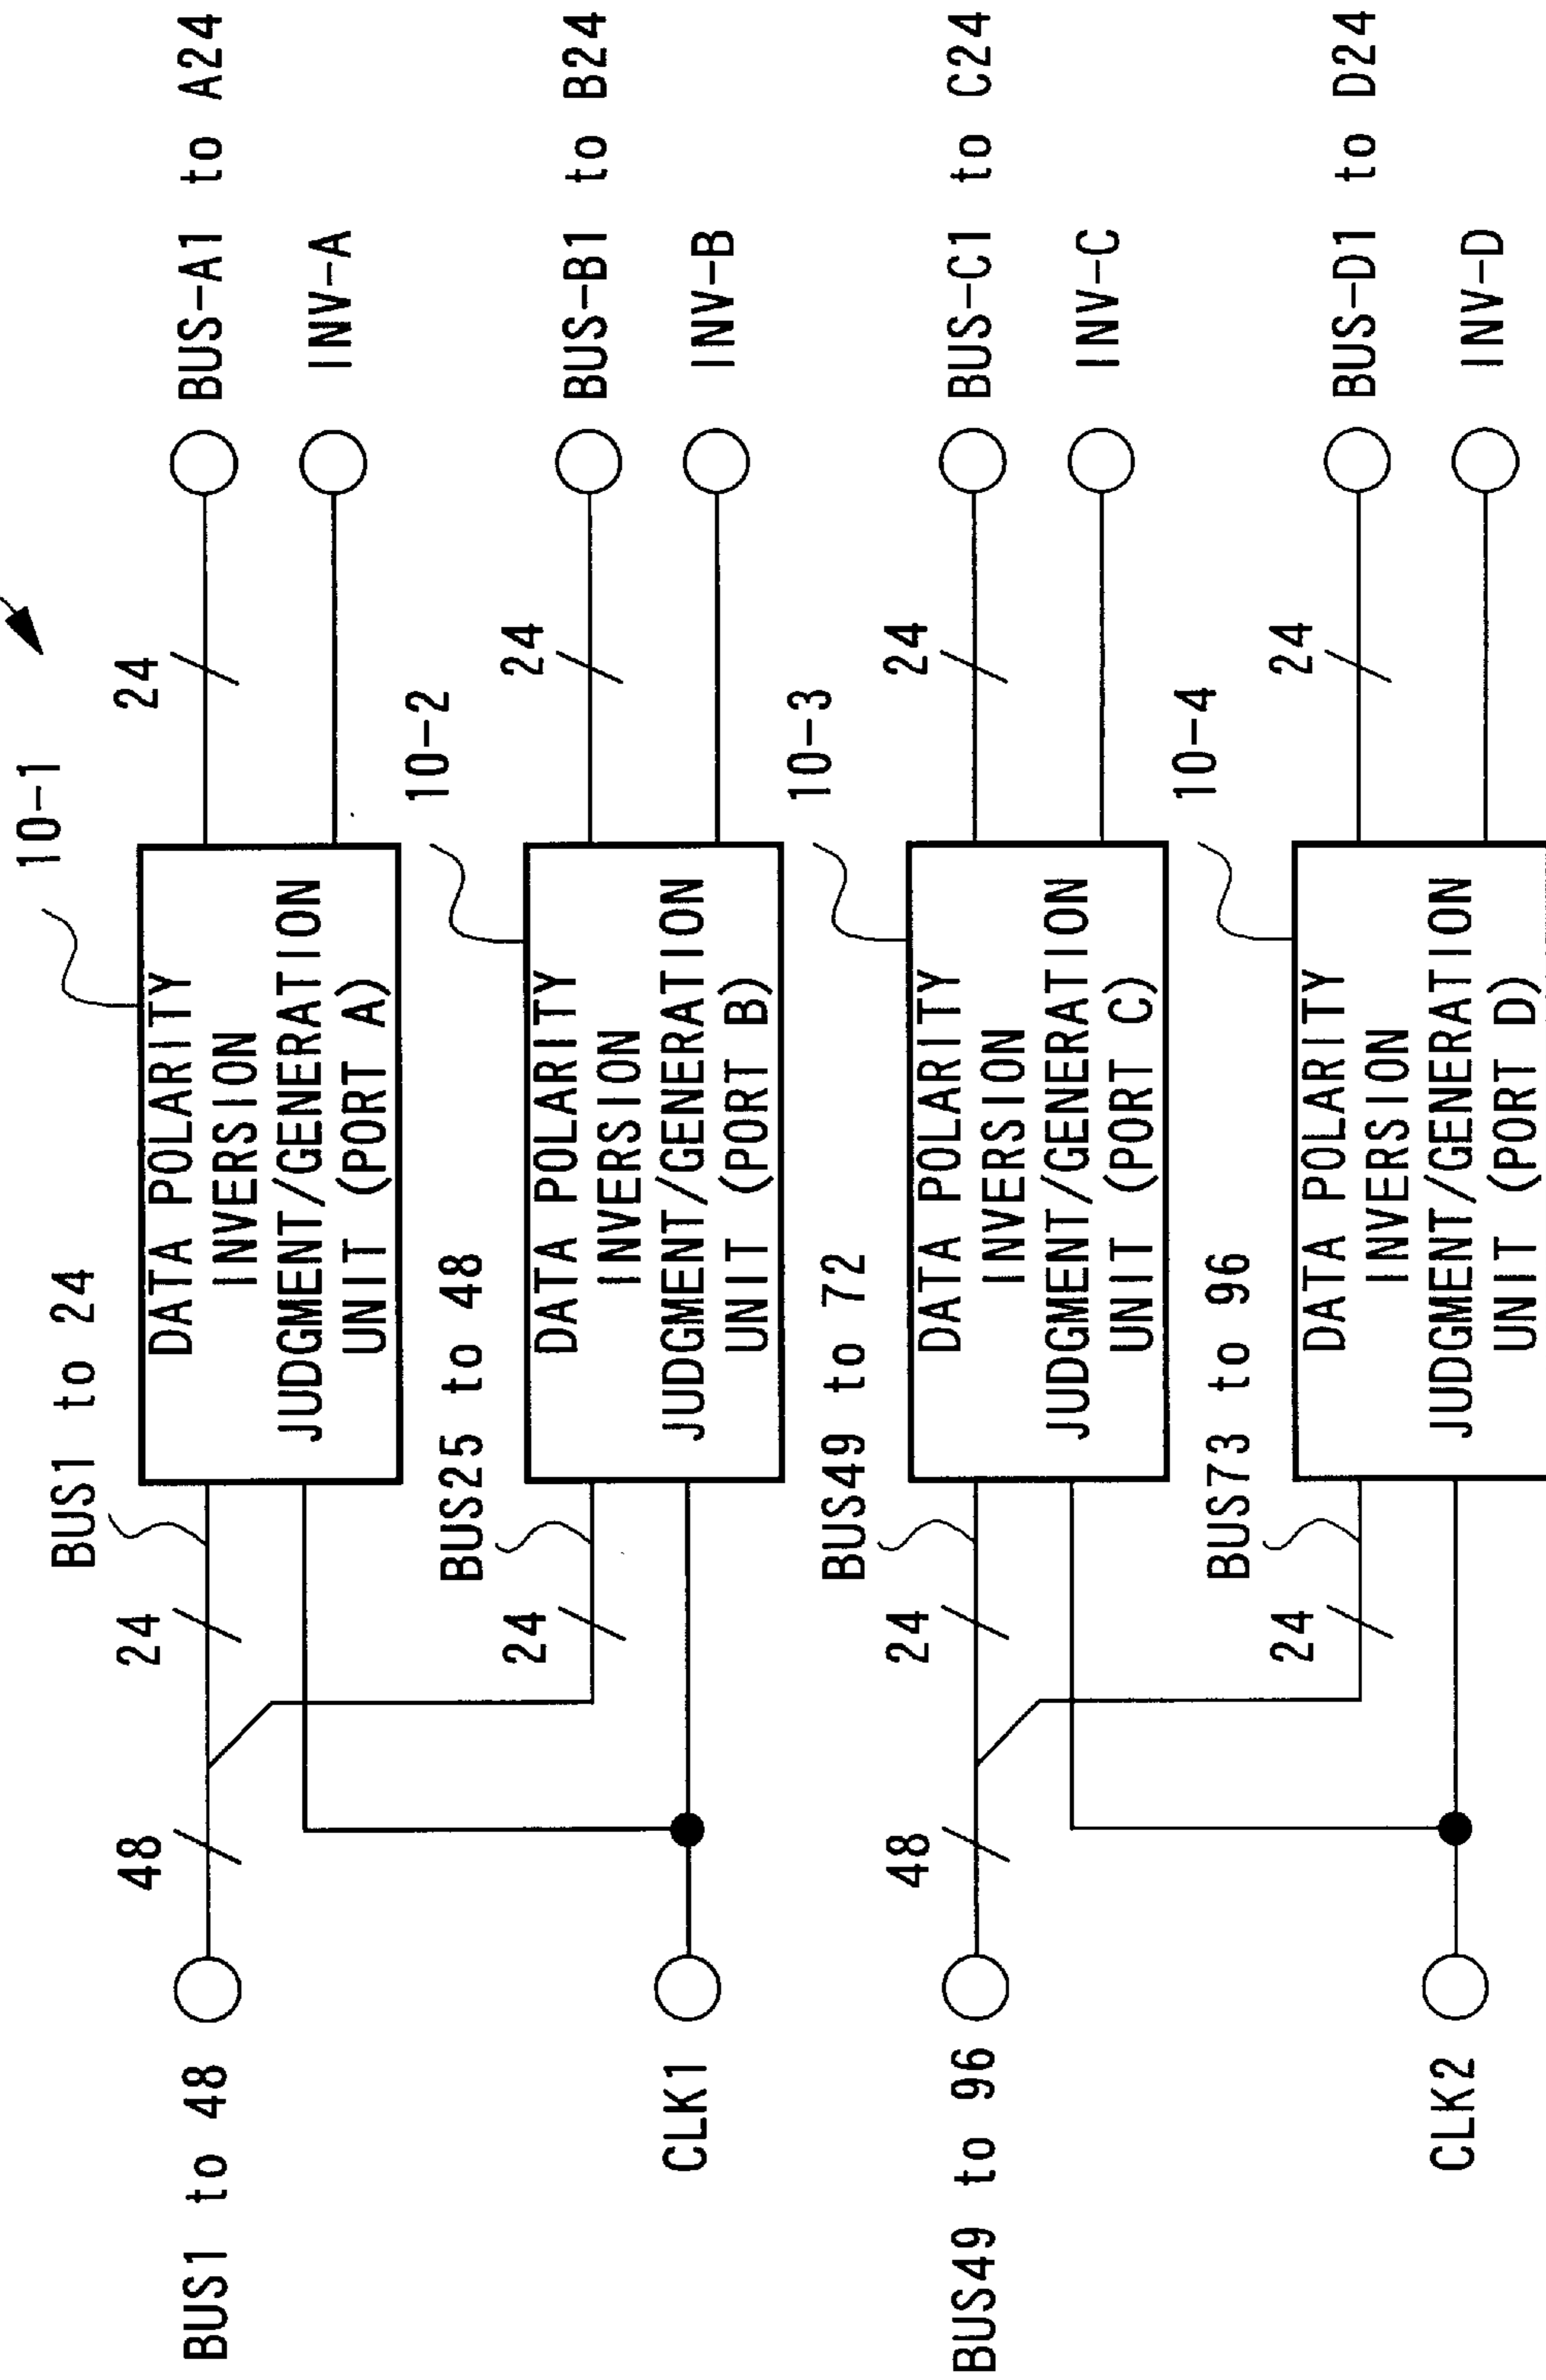 BUS1 to 48
48
24
BUS1 to 24
DATA POLARITY
INVERSION
JUDGMENT/GENERATION
UNIT (PORT A)
10-1
24
BUS-A1 to A24
INV-A
CLK1
24
BUS25 to 48
DATA POLARITY
INVERSION
JUDGMENT/GENERATION
UNIT (PORT B)
10-2
24
BUS-B1 to B24
INV-B
BUS49 to 96
48
24
BUS49 to 72
DATA POLARITY
INVERSION
JUDGMENT/GENERATION
UNIT (PORT C)
10-3
24
BUS-C1 to C24
INV-C
CLK2
24
BUS73 to 96
DATA POLARITY
INVERSION
JUDGMENT/GENERATION
UNIT (PORT D)
10-4
24
BUS-D1 to D24
INV-D